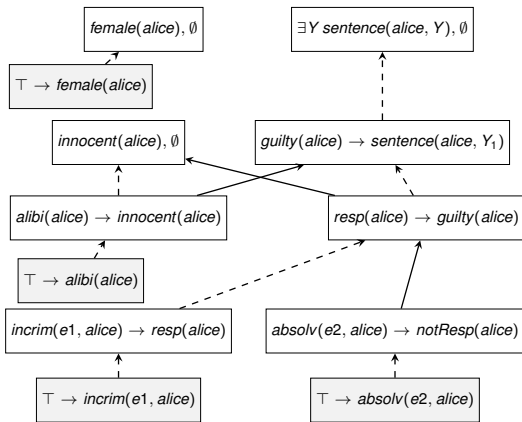 female(alice), ∅
∃Y sentence(alice, Y), ∅
⊤ → female(alice)
innocent(alice), ∅
guilty(alice) → sentence(alice, Y₁)
alibi(alice) → innocent(alice)
resp(alice) → guilty(alice)
⊤ → alibi(alice)
incrim(e1, alice) → resp(alice)
absolv(e2, alice) → notResp(alice)
⊤ → incrim(e1, alice)
⊤ → absolv(e2, alice)